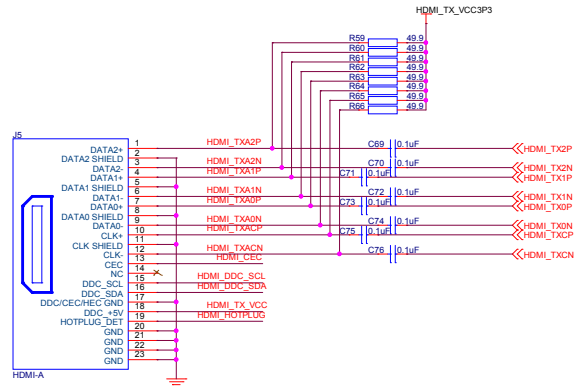 HDMI_TX_VCC3P3
R59 49.9
R60 49.9
R61 49.9
R62 49.9
R63 49.9
R64 49.9
R65 49.9
R66 49.9
J5
DATA2+ 1 HDMI_TXA2P C69 0.1uF HDMI_TX2P
DATA2 SHIELD 2
DATA2- 3 HDMI_TXA2N C70 0.1uF HDMI_TX2N
DATA1+ 4 HDMI_TXA1P C71 0.1uF HDMI_TX1P
DATA1 SHIELD 5
DATA1- 6 HDMI_TXA1N C72 0.1uF HDMI_TX1N
DATA0+ 7 HDMI_TXA0P C73 0.1uF HDMI_TX0P
DATA0 SHIELD 8
DATA0- 9 HDMI_TXA0N C74 0.1uF HDMI_TX0N
CLK+ 10 HDMI_TXACP C75 0.1uF HDMI_TXCP
CLK SHIELD 11
CLK- 12 HDMI_TXACN C76 0.1uF HDMI_TXCN
CEC 13 HDMI_CEC
NC 14
DDC_SCL 15 HDMI_DDC_SCL
DDC_SDA 16 HDMI_DDC_SDA
DDC/CEC/HEC GND 17
DDC_+5V 18 HDMI_TX_VCC
HOTPLUG_DET 19 HDMI_HOTPLUG
GND 20
GND 21
GND 22
GND 23
HDMI-A